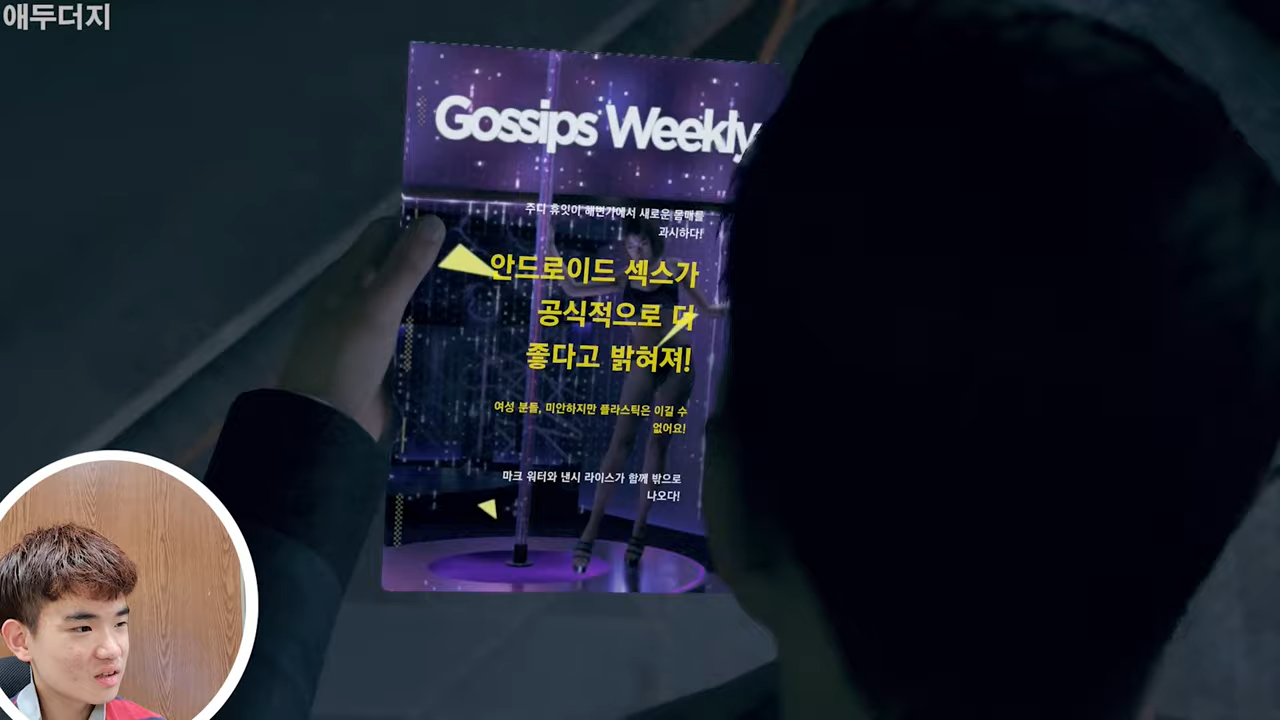 애두더지
Gossips Weekly
주디 휴잇이 해변가에서 새로운 몸매를
과시하다!
안드로이드 섹스가
공식적으로 더
좋다고 밝혀져!
여성 분들, 미안하지만 플라스틱은 이길 수
없어요!
마크 워터와 낸시 라이스가 함께 밖으로
나오다!